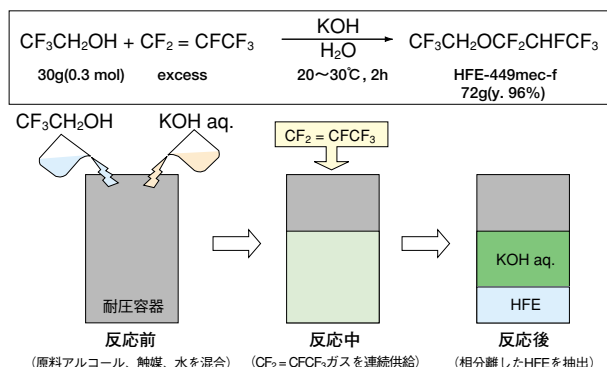 CF₃CH₂OH + CF₂ = CFCF₃
KOH
H₂O
CF₃CH₂OCF₂CHFCF₃
30g(0.3 mol)
excess
20〜30℃, 2h
HFE-449mec-f
72g(y. 96%)
CF₃CH₂OH
KOH aq.
CF₂ = CFCF₃
耐圧容器
KOH aq.
HFE
反応前
反応中
反応後
(原料アルコール、触媒、水を混合)
(CF₂ = CFCF₃ガスを連続供給)
(相分離したHFEを抽出)